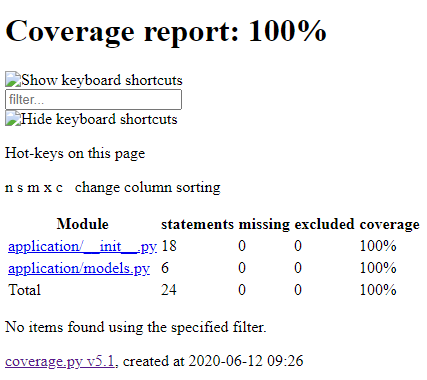 Coverage report: 100%
Show keyboard shortcuts
filter...
Hide keyboard shortcuts
Hot-keys on this page
n s m x c change column sorting
Module statements missing excluded coverage
application/__init__.py 18 0 0 100%
application/models.py 6 0 0 100%
Total 24 0 0 100%
No items found using the specified filter.
coverage.py v5.1, created at 2020-06-12 09:26